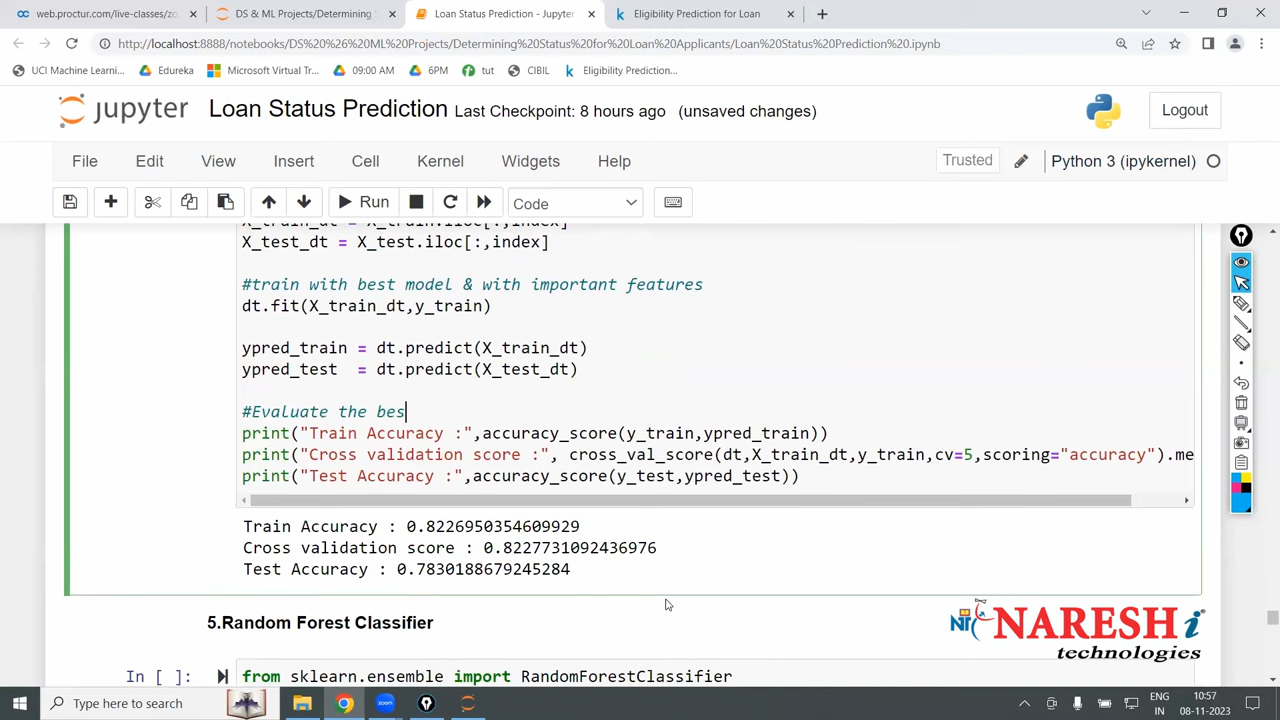 web.proctur.com/live-classes/zo
DS & ML Projects/Determining S
Loan Status Prediction - Jupyter
Eligibility Prediction for Loan
http://localhost:8888/notebooks/DS%20%26%20ML%20Projects/Determining%20Status%20for%20Loan%20Applicants/Loan%20Status%20Prediction%20.ipynb
UCI Machine Learni...
Edureka
Microsoft Virtual Tr...
09:00 AM
6PM
tut
CIBIL
Eligibility Prediction...
jupyter Loan Status Prediction Last Checkpoint: 8 hours ago (unsaved changes)
Logout
File Edit View Insert Cell Kernel Widgets Help
Trusted
Python 3 (ipykernel)
Run
Code
X_train_dt = X_train.iloc[:,index]
X_test_dt = X_test.iloc[:,index]
#train with best model & with important features
dt.fit(X_train_dt,y_train)
ypred_train = dt.predict(X_train_dt)
ypred_test  = dt.predict(X_test_dt)
#Evaluate the bes
print("Train Accuracy :",accuracy_score(y_train,ypred_train))
print("Cross validation score :", cross_val_score(dt,X_train_dt,y_train,cv=5,scoring="accuracy").me
print("Test Accuracy :",accuracy_score(y_test,ypred_test))
Train Accuracy : 0.8226950354609929
Cross validation score : 0.8227731092436976
Test Accuracy : 0.7830188679245284
5.Random Forest Classifier
NARESH i
technologies
In [ ]:
from sklearn.ensemble import RandomForestClassifier
Type here to search
zoom
ENG
IN
10:57
08-11-2023